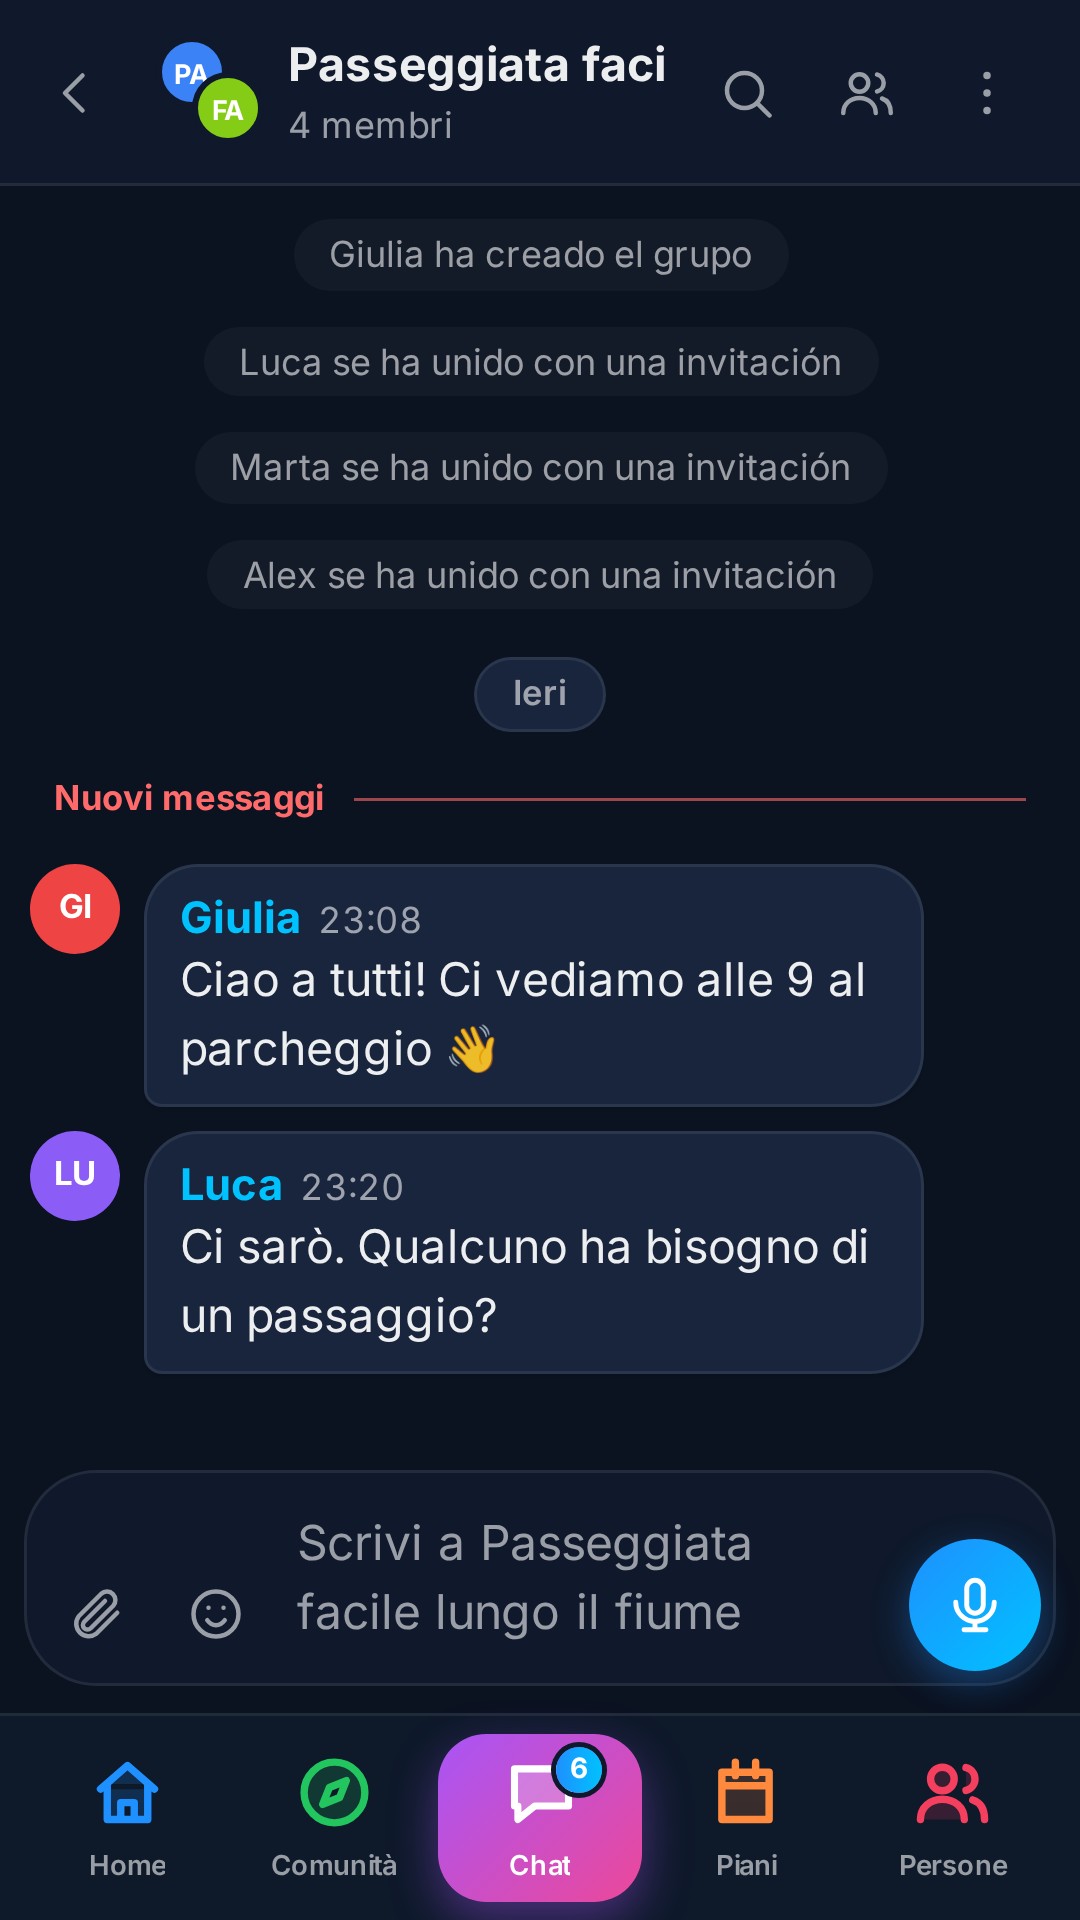 PA
FA
Passeggiata faci
4 membri
Giulia ha creado el grupo
Luca se ha unido con una invitación
Marta se ha unido con una invitación
Alex se ha unido con una invitación
Ieri
Nuovi messaggi
GI
Giulia 23:08
Ciao a tutti! Ci vediamo alle 9 al
parcheggio 👋
LU
Luca 23:20
Ci sarò. Qualcuno ha bisogno di
un passaggio?
Scrivi a Passeggiata
facile lungo il fiume
6
Home
Comunità
Chat
Piani
Persone